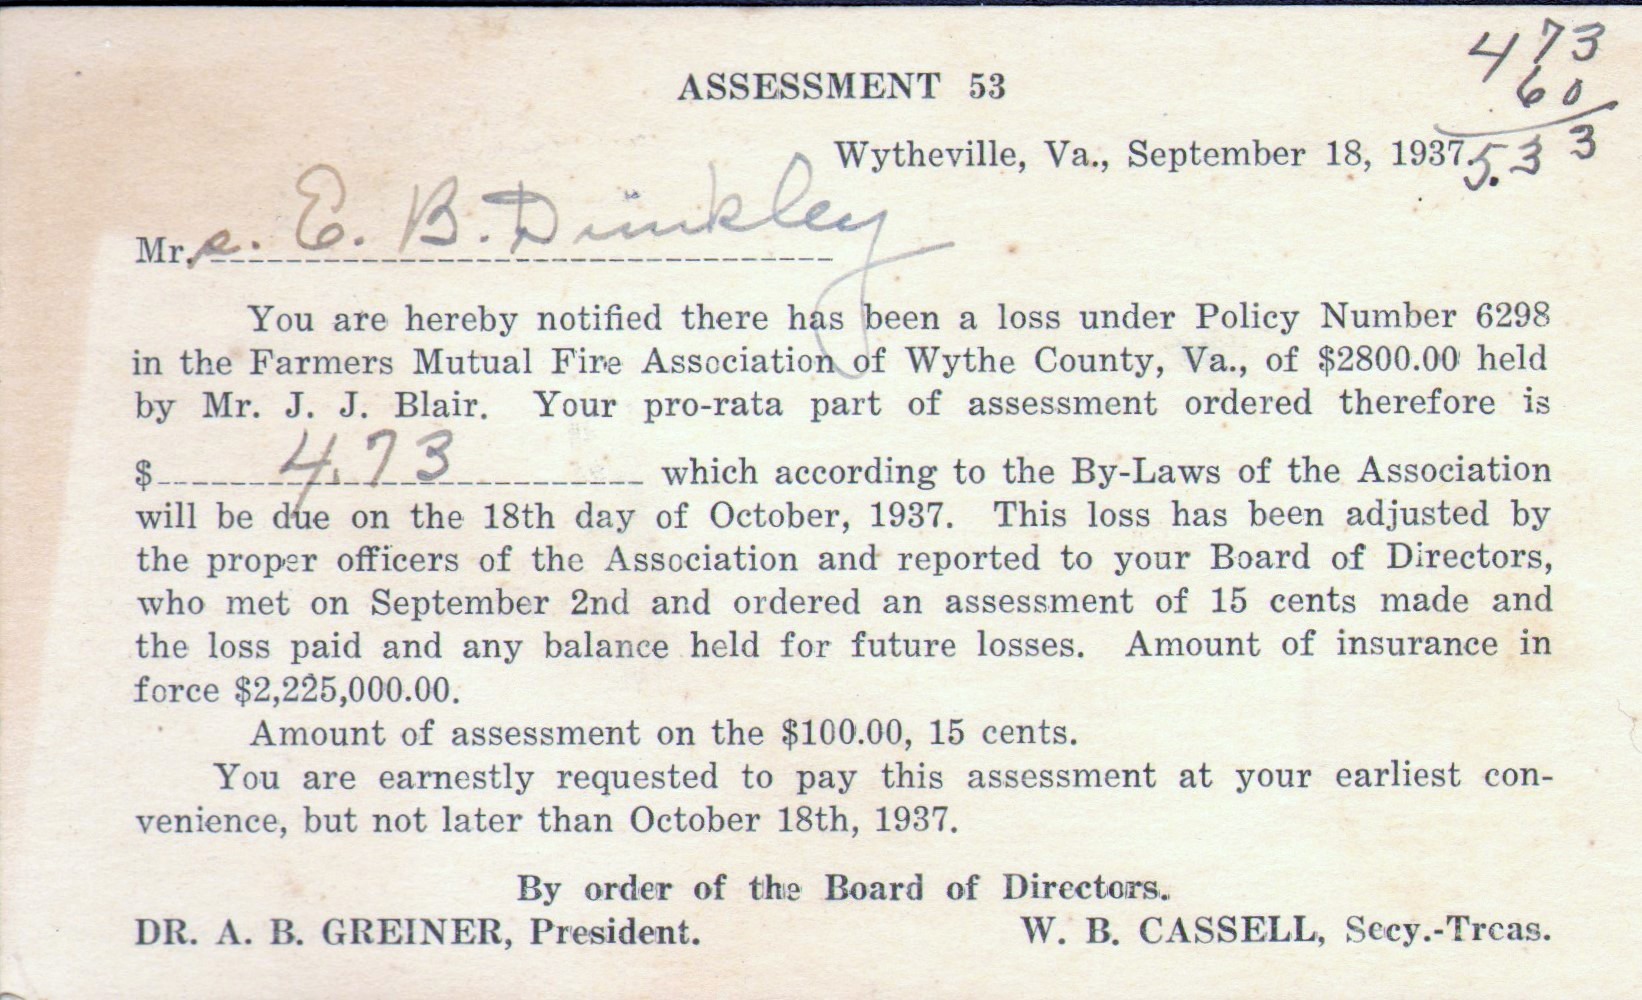 473
60
ASSESSMENT 53
5.33
Wytheville, Va., September 18, 1937.
Mr.s. E. B. Dunkley
You are hereby notified there has been a loss under Policy Number 6298
in the Farmers Mutual Fire Association of Wythe County, Va., of $2800.00 held
by Mr. J. J. Blair. Your pro-rata part of assessment ordered therefore is
$ 4.73 which according to the By-Laws of the Association
will be due on the 18th day of October, 1937. This loss has been adjusted by
the proper officers of the Association and reported to your Board of Directors,
who met on September 2nd and ordered an assessment of 15 cents made and
the loss paid and any balance held for future losses. Amount of insurance in
force $2,225,000.00.
Amount of assessment on the $100.00, 15 cents.
You are earnestly requested to pay this assessment at your earliest con-
venience, but not later than October 18th, 1937.
By order of the Board of Directors.
DR. A. B. GREINER, President. W. B. CASSELL, Secy.-Treas.